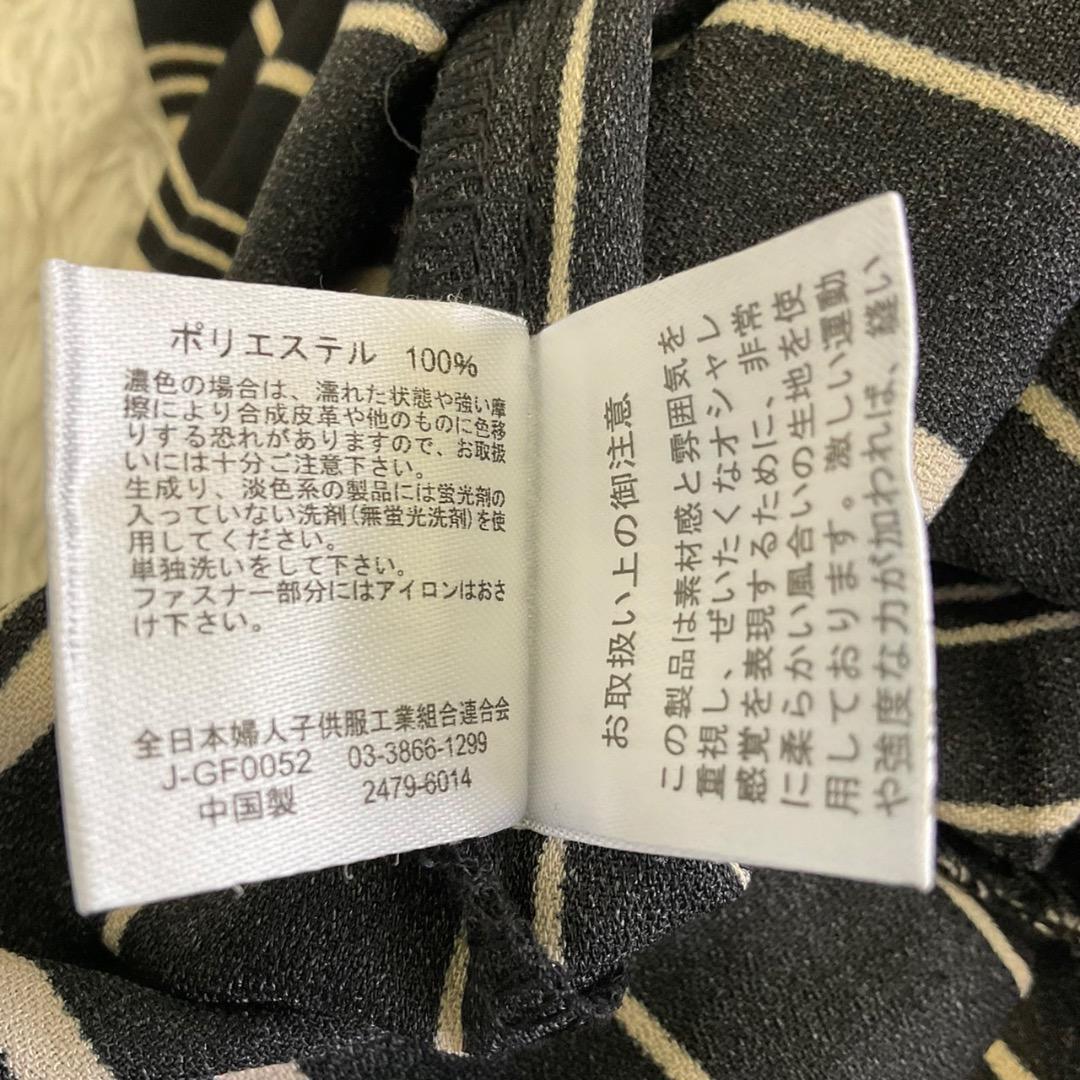 ポリエステル 100%
濃色の場合は、濡れた状態や強い摩
擦により合成皮革や他のものに色移
りする恐れがありますので、お取扱
いには十分ご注意下さい。
生成り、淡色系の製品には蛍光剤の
入っていない洗剤(無蛍光洗剤)を使
用してください。
単独洗いをして下さい。
ファスナー部分にはアイロンはおさ
け下さい。
全日本婦人子供服工業組合連合会
J-GF0052 03-3866-1299
中国製 2479-6014
お取扱い上の御注意
この製品は素材感と雰囲気を
重視し、ぜいたくなオシャレ
感覚を表現するために、非常
に柔らかい風合いの生地を使
用しております。激しい運動
や強度な力が加われば、縫い